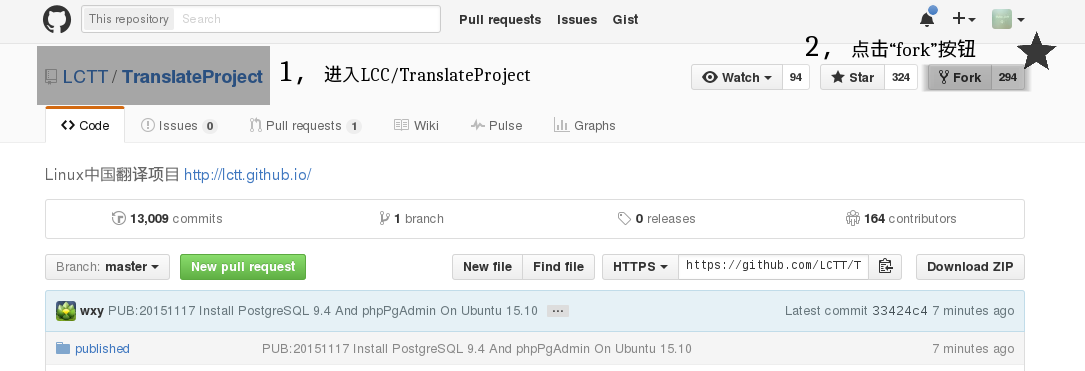 This repository Search Pull requests Issues Gist
2， 点击“fork”按钮
LCTT / TranslateProject 1， 进入LCC/TranslateProject Watch 94 Star 324 Fork 294
Code Issues 0 Pull requests 1 Wiki Pulse Graphs
Linux中国翻译项目 http://lctt.github.io/
13,009 commits 1 branch 0 releases 164 contributors
Branch: master New pull request New file Find file HTTPS https://github.com/LCTT/T Download ZIP
wxy PUB:20151117 Install PostgreSQL 9.4 And phpPgAdmin On Ubuntu 15.10 … Latest commit 33424c4 7 minutes ago
published PUB:20151117 Install PostgreSQL 9.4 And phpPgAdmin On Ubuntu 15.10 7 minutes ago